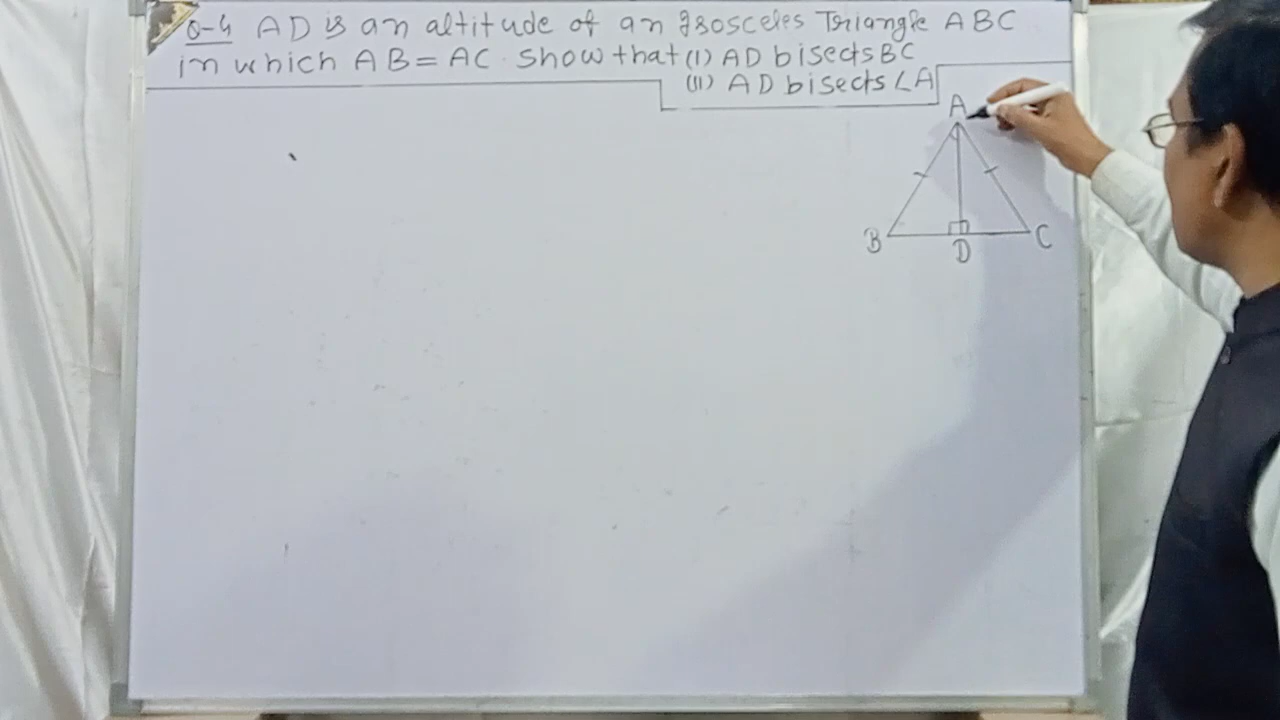 Q-4 AD is an altitude of an Isosceles Triangle ABC
in which AB = AC. Show that (I) AD bisects BC
(II) AD bisects ∠A
A
B
D
C